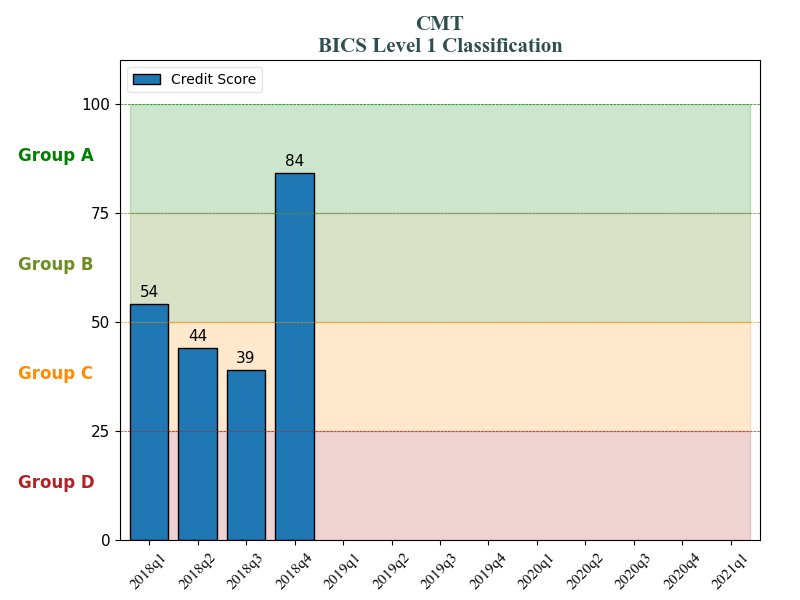 CMT
BICS Level 1 Classification
Credit Score
100
Group A
84
75
Group B
54
50
44
39
Group C
25
Group D
0
2018q1 2018q2 2018q3 2018q4 2019q1 2019q2 2019q3 2019q4 2020q1 2020q2 2020q3 2020q4 2021q1